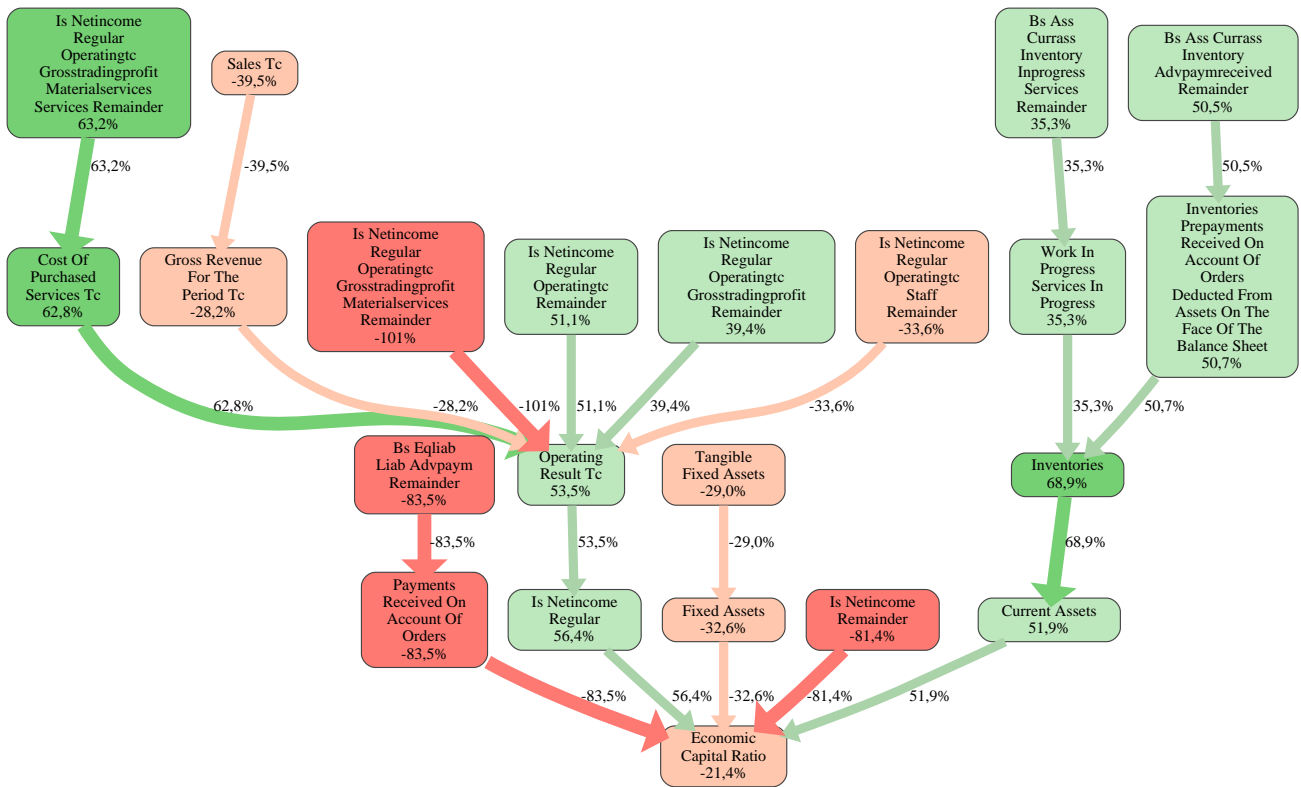 Is Netincome
Regular
Operatingtc
Grosstradingprofit
Materialservices
Services Remainder
63,2%
Sales Tc
-39,5%
Bs Ass
Currass
Inventory
Inprogress
Services
Remainder
35,3%
Bs Ass Currass
Inventory
Advpaymreceived
Remainder
50,5%
63,2%
-39,5%
35,3%
50,5%
Cost Of
Purchased
Services Tc
62,8%
Gross Revenue
For The
Period Tc
-28,2%
Is Netincome
Regular
Operatingtc
Grosstradingprofit
Materialservices
Remainder
-101%
Is Netincome
Regular
Operatingtc
Remainder
51,1%
Is Netincome
Regular
Operatingtc
Grosstradingprofit
Remainder
39,4%
Is Netincome
Regular
Operatingtc
Staff
Remainder
-33,6%
Work In
Progress
Services In
Progress
35,3%
Inventories
Prepayments
Received On
Account Of
Orders
Deducted From
Assets On The
Face Of The
Balance Sheet
50,7%
62,8%
-28,2%
-101%
51,1%
39,4%
-33,6%
35,3%
50,7%
Bs Eqliab
Liab Advpaym
Remainder
-83,5%
Operating
Result Tc
53,5%
Tangible
Fixed Assets
-29,0%
Inventories
68,9%
-83,5%
53,5%
-29,0%
68,9%
Payments
Received On
Account Of
Orders
-83,5%
Is Netincome
Regular
56,4%
Fixed Assets
-32,6%
Is Netincome
Remainder
-81,4%
Current Assets
51,9%
-83,5%
56,4%
-32,6%
-81,4%
51,9%
Economic
Capital Ratio
-21,4%